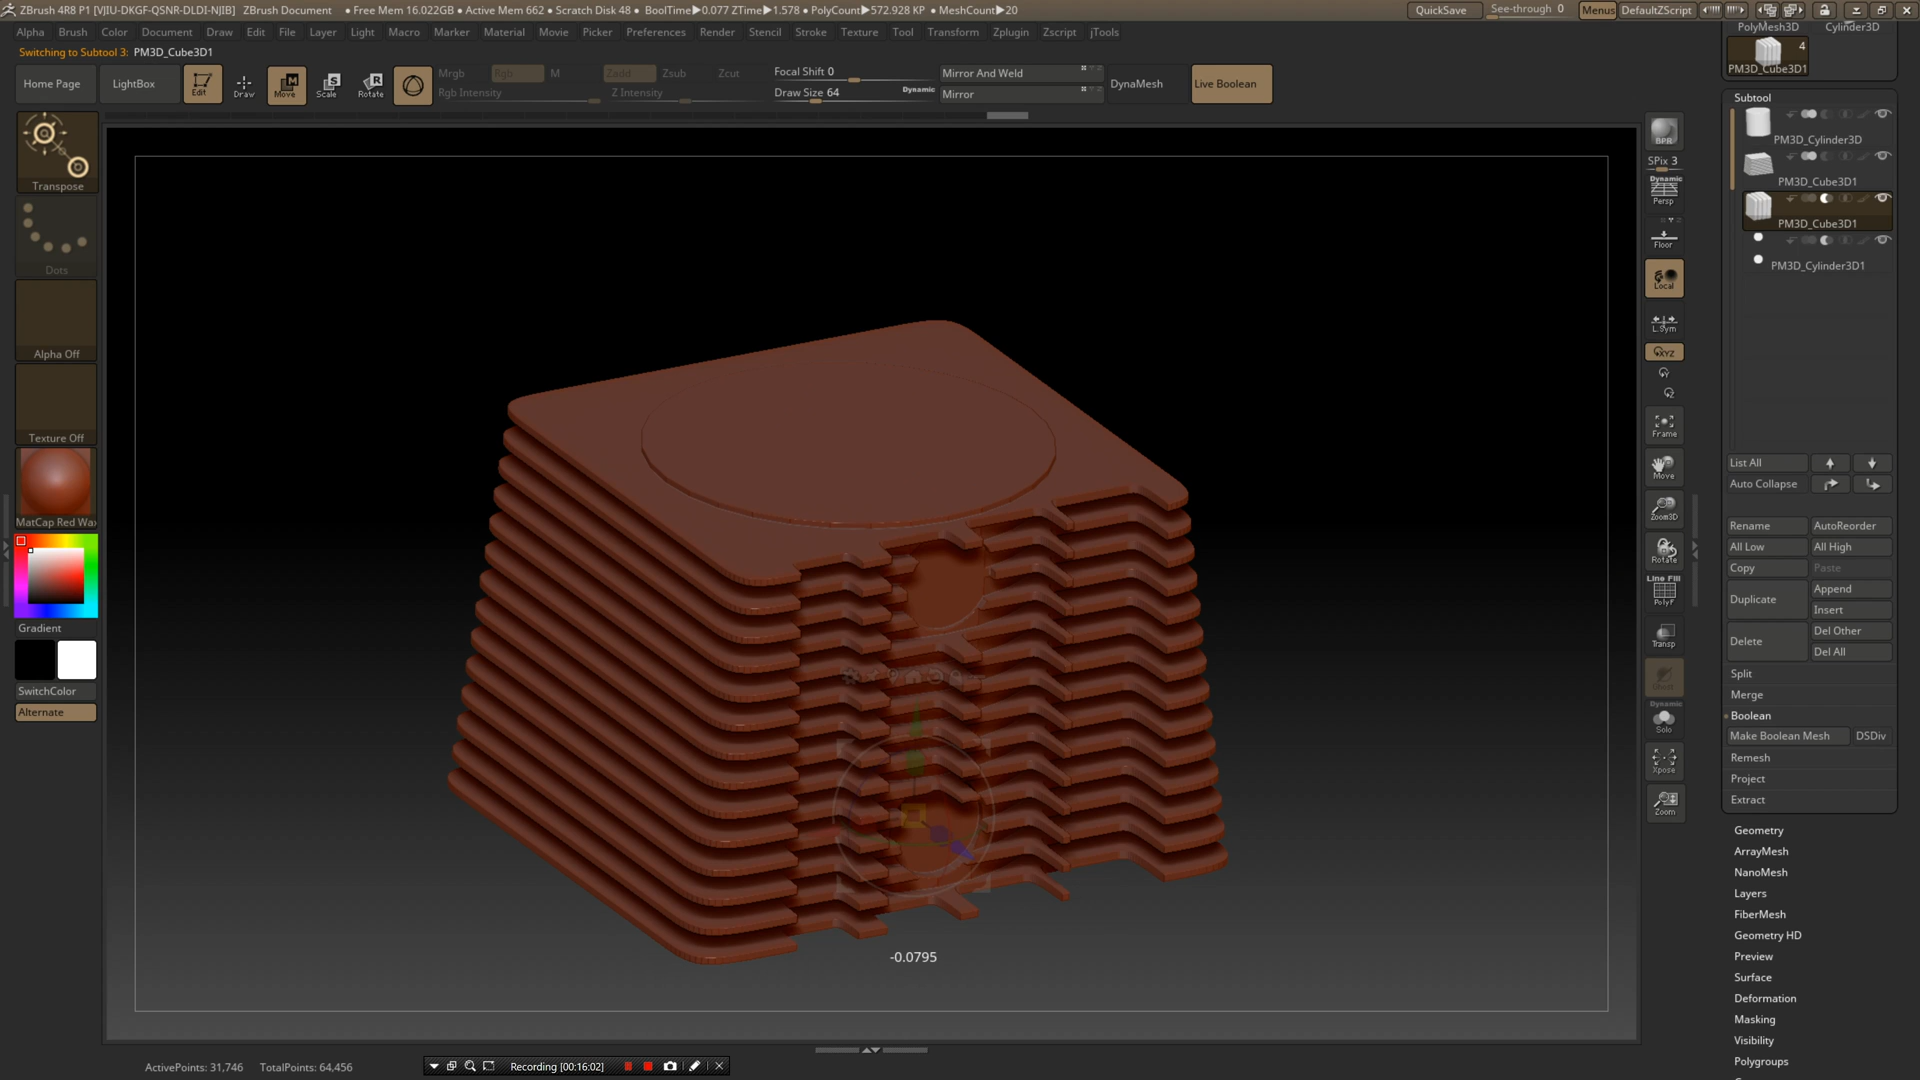 ZBrush 4R8 P1 [VJIU-DKGF-QSNR-DLDI-NJIB]   ZBrush Document   ● Free Mem 16.022GB ● Active Mem 662 ● Scratch Disk 48 ●  BoolTime▶0.077 ZTime▶1.578 ● PolyCount▶572.928 KP  ● MeshCount▶20
QuickSave
See-through  0
Menus
DefaultZScript
Alpha
Brush
Color
Document
Draw
Edit
File
Layer
Light
Macro
Marker
Material
Movie
Picker
Preferences
Render
Stencil
Stroke
Texture
Tool
Transform
Zplugin
Zscript
jTools
Switching to Subtool 3:  PM3D_Cube3D1
Home Page
LightBox
Edit
Draw
Move
Scale
Rotate
Mrgb
Rgb
M
Zadd
Zsub
Zcut
Rgb Intensity
Z Intensity
Focal Shift 0
Draw Size 64
Dynamic
Mirror And Weld
Mirror
DynaMesh
Live Boolean
Transpose
Dots
Alpha Off
Texture Off
MatCap Red Wax
Gradient
SwitchColor
Alternate
-0.0795
BPR
SPix 3
Dynamic
Persp
Floor
Local
L.Sym
XYZ
Y
Z
Frame
Move
Zoom3D
Rotate
Line Fill
PolyF
Transp
Ghost
Dynamic
Solo
Xpose
Zoom
PolyMesh3D
Cylinder3D
4
PM3D_Cube3D1
Subtool
PM3D_Cylinder3D
PM3D_Cube3D1
PM3D_Cube3D1
PM3D_Cylinder3D1
List All
Auto Collapse
Rename
AutoReorder
All Low
All High
Copy
Paste
Duplicate
Append
Insert
Delete
Del Other
Del All
Split
Merge
Boolean
Make Boolean Mesh
DSDiv
Remesh
Project
Extract
Geometry
ArrayMesh
NanoMesh
Layers
FiberMesh
Geometry HD
Preview
Surface
Deformation
Masking
Visibility
Polygroups
ActivePoints: 31,746
TotalPoints: 64,456
Recording [00:16:02]